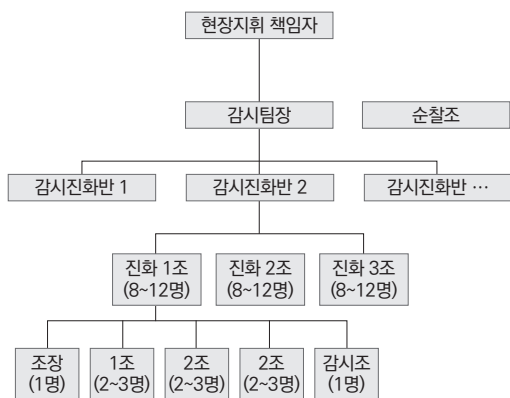 현장지휘 책임자
감시팀장
순찰조
감시진화반 1
감시진화반 2
감시진화반 …
진화 1조
(8~12명)
진화 2조
(8~12명)
진화 3조
(8~12명)
조장
(1명)
1조
(2~3명)
2조
(2~3명)
2조
(2~3명)
감시조
(1명)